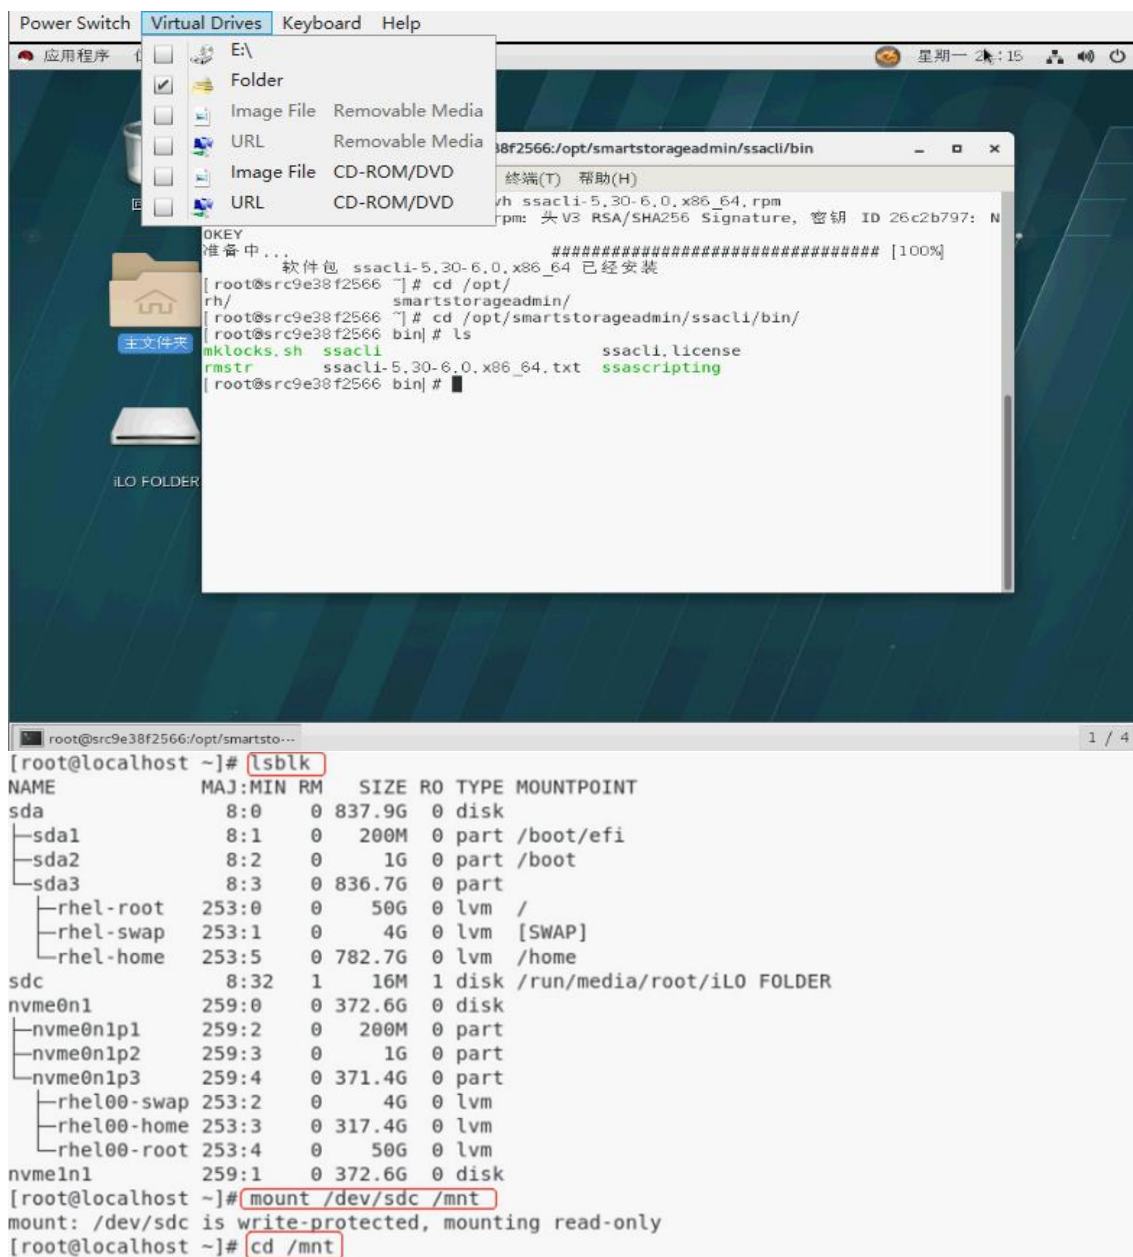 Power Switch Virtual Drives Keyboard Help
应用程序
星期一
:15
E:\
Folder
Image File Removable Media
URL Removable Media
Image File CD-ROM/DVD
URL CD-ROM/DVD
8f2566:/opt/smartstorageadmin/ssacli/bin
终端(T) 帮助(H)
vh ssacli-5.30-6.0.x86_64.rpm
rpm: 头V3 RSA/SHA256 Signature, 密钥 ID 26c2b797: N
OKEY
准备中... ################################# [100%]
软件包 ssacli-5.30-6.0.x86_64 已经安装
[root@src9e38f2566 ~]# cd /opt/
rh/ smartstorageadmin/
[root@src9e38f2566 ~]# cd /opt/smartstorageadmin/ssacli/bin/
[root@src9e38f2566 bin]# ls
mklocks.sh ssacli ssacli.license
rmstr ssacli-5.30-6.0.x86_64.txt ssascripting
[root@src9e38f2566 bin]#
主文件夹
iLO FOLDER
root@src9e38f2566:/opt/smartsto···
1 / 4
[root@localhost ~]# lsblk
NAME MAJ:MIN RM SIZE RO TYPE MOUNTPOINT
sda 8:0 0 837.9G 0 disk
├─sda1 8:1 0 200M 0 part /boot/efi
├─sda2 8:2 0 1G 0 part /boot
└─sda3 8:3 0 836.7G 0 part
├─rhel-root 253:0 0 50G 0 lvm /
├─rhel-swap 253:1 0 4G 0 lvm [SWAP]
└─rhel-home 253:5 0 782.7G 0 lvm /home
sdc 8:32 1 16M 1 disk /run/media/root/iLO FOLDER
nvme0n1 259:0 0 372.6G 0 disk
├─nvme0n1p1 259:2 0 200M 0 part
├─nvme0n1p2 259:3 0 1G 0 part
└─nvme0n1p3 259:4 0 371.4G 0 part
├─rhel00-swap 253:2 0 4G 0 lvm
├─rhel00-home 253:3 0 317.4G 0 lvm
└─rhel00-root 253:4 0 50G 0 lvm
nvme1n1 259:1 0 372.6G 0 disk
[root@localhost ~]# mount /dev/sdc /mnt
mount: /dev/sdc is write-protected, mounting read-only
[root@localhost ~]# cd /mnt